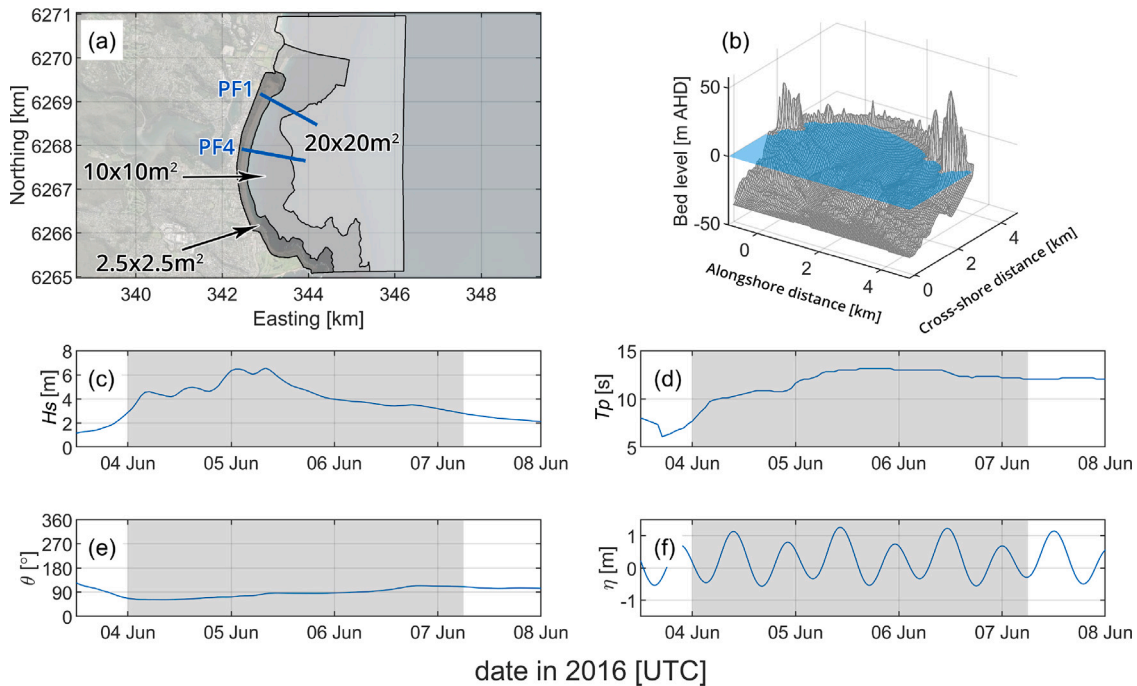 6271
6270
6269
6268
6267
6266
6265
Northing [km]
(a)
PF1
PF4
20x20m²
10x10m²
2.5x2.5m²
340
342
344
346
348
Easting [km]
(b)
50
0
-50
Bed level [m AHD]
0
2
4
Alongshore distance [km]
0
2
4
Cross-shore distance [km]
(c)
8
6
4
2
0
Hs [m]
04 Jun
05 Jun
06 Jun
07 Jun
08 Jun
(d)
15
10
5
Tp [s]
04 Jun
05 Jun
06 Jun
07 Jun
08 Jun
(e)
360
270
180
90
0
θ [°]
04 Jun
05 Jun
06 Jun
07 Jun
08 Jun
(f)
1
0
-1
η [m]
04 Jun
05 Jun
06 Jun
07 Jun
08 Jun
date in 2016 [UTC]